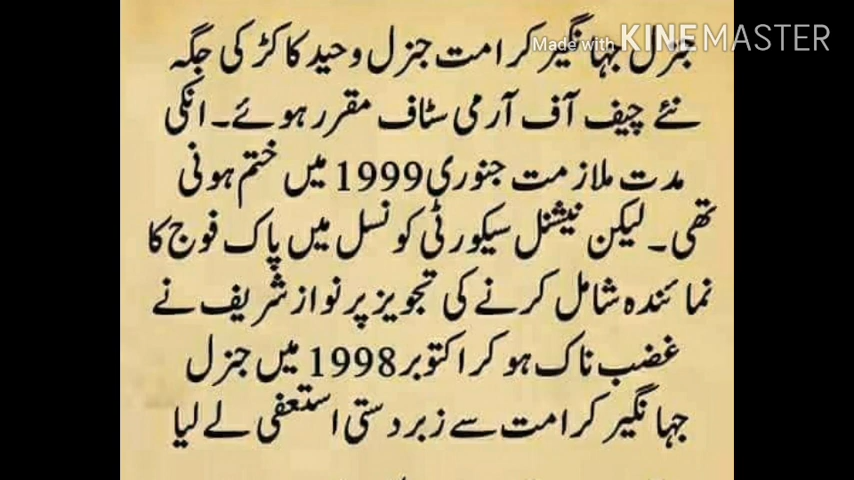 Made with KINEMASTER
جنرل جہانگیر کرامت جنرل وحید کاکڑ کی جگہ
نئے چیف آف آرمی سٹاف مقرر ہوئے۔ انکی
مدت ملازمت جنوری 1999 میں ختم ہونی
تھی۔ لیکن نیشنل سیکورٹی کونسل میں پاک فوج کا
نمائندہ شامل کرنے کی تجویز پر نواز شریف نے
غضب ناک ہو کر اکتوبر 1998 میں جنرل
جہانگیر کرامت سے زبردستی استعفی لے لیا